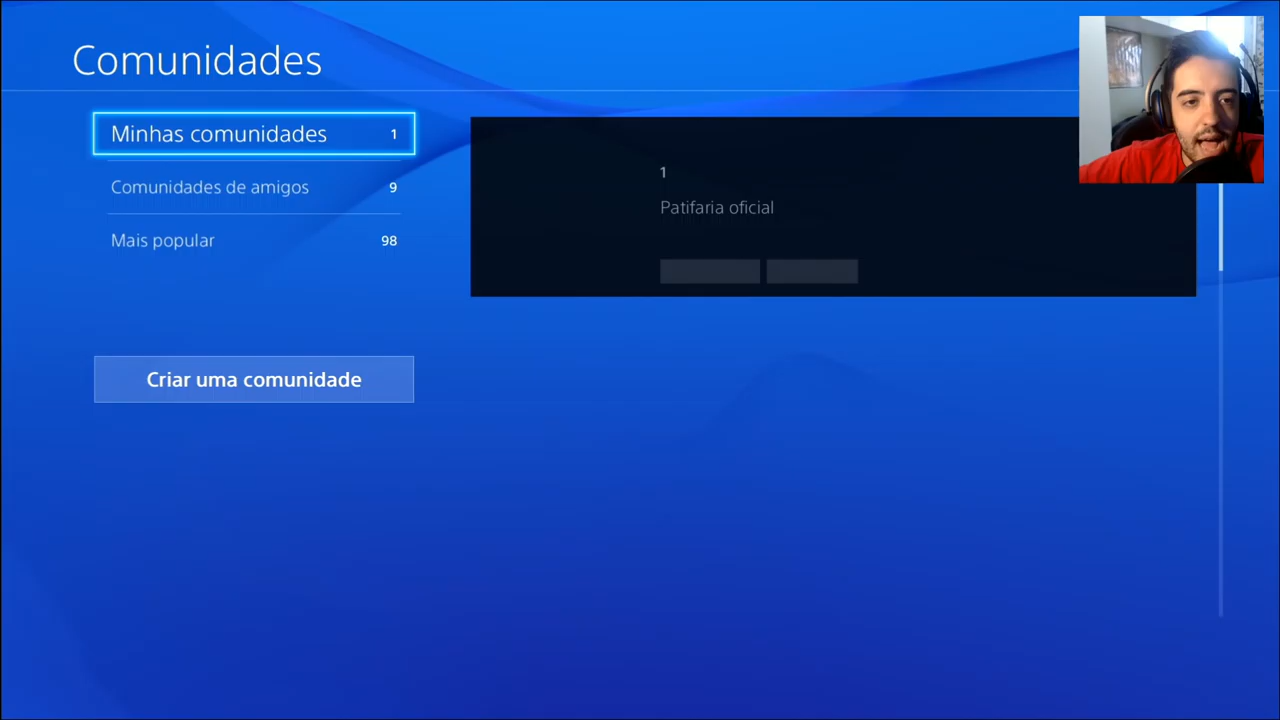 Comunidades
Minhas comunidades 1
Comunidades de amigos 9
Mais popular 98
Criar uma comunidade
1
Patifaria oficial